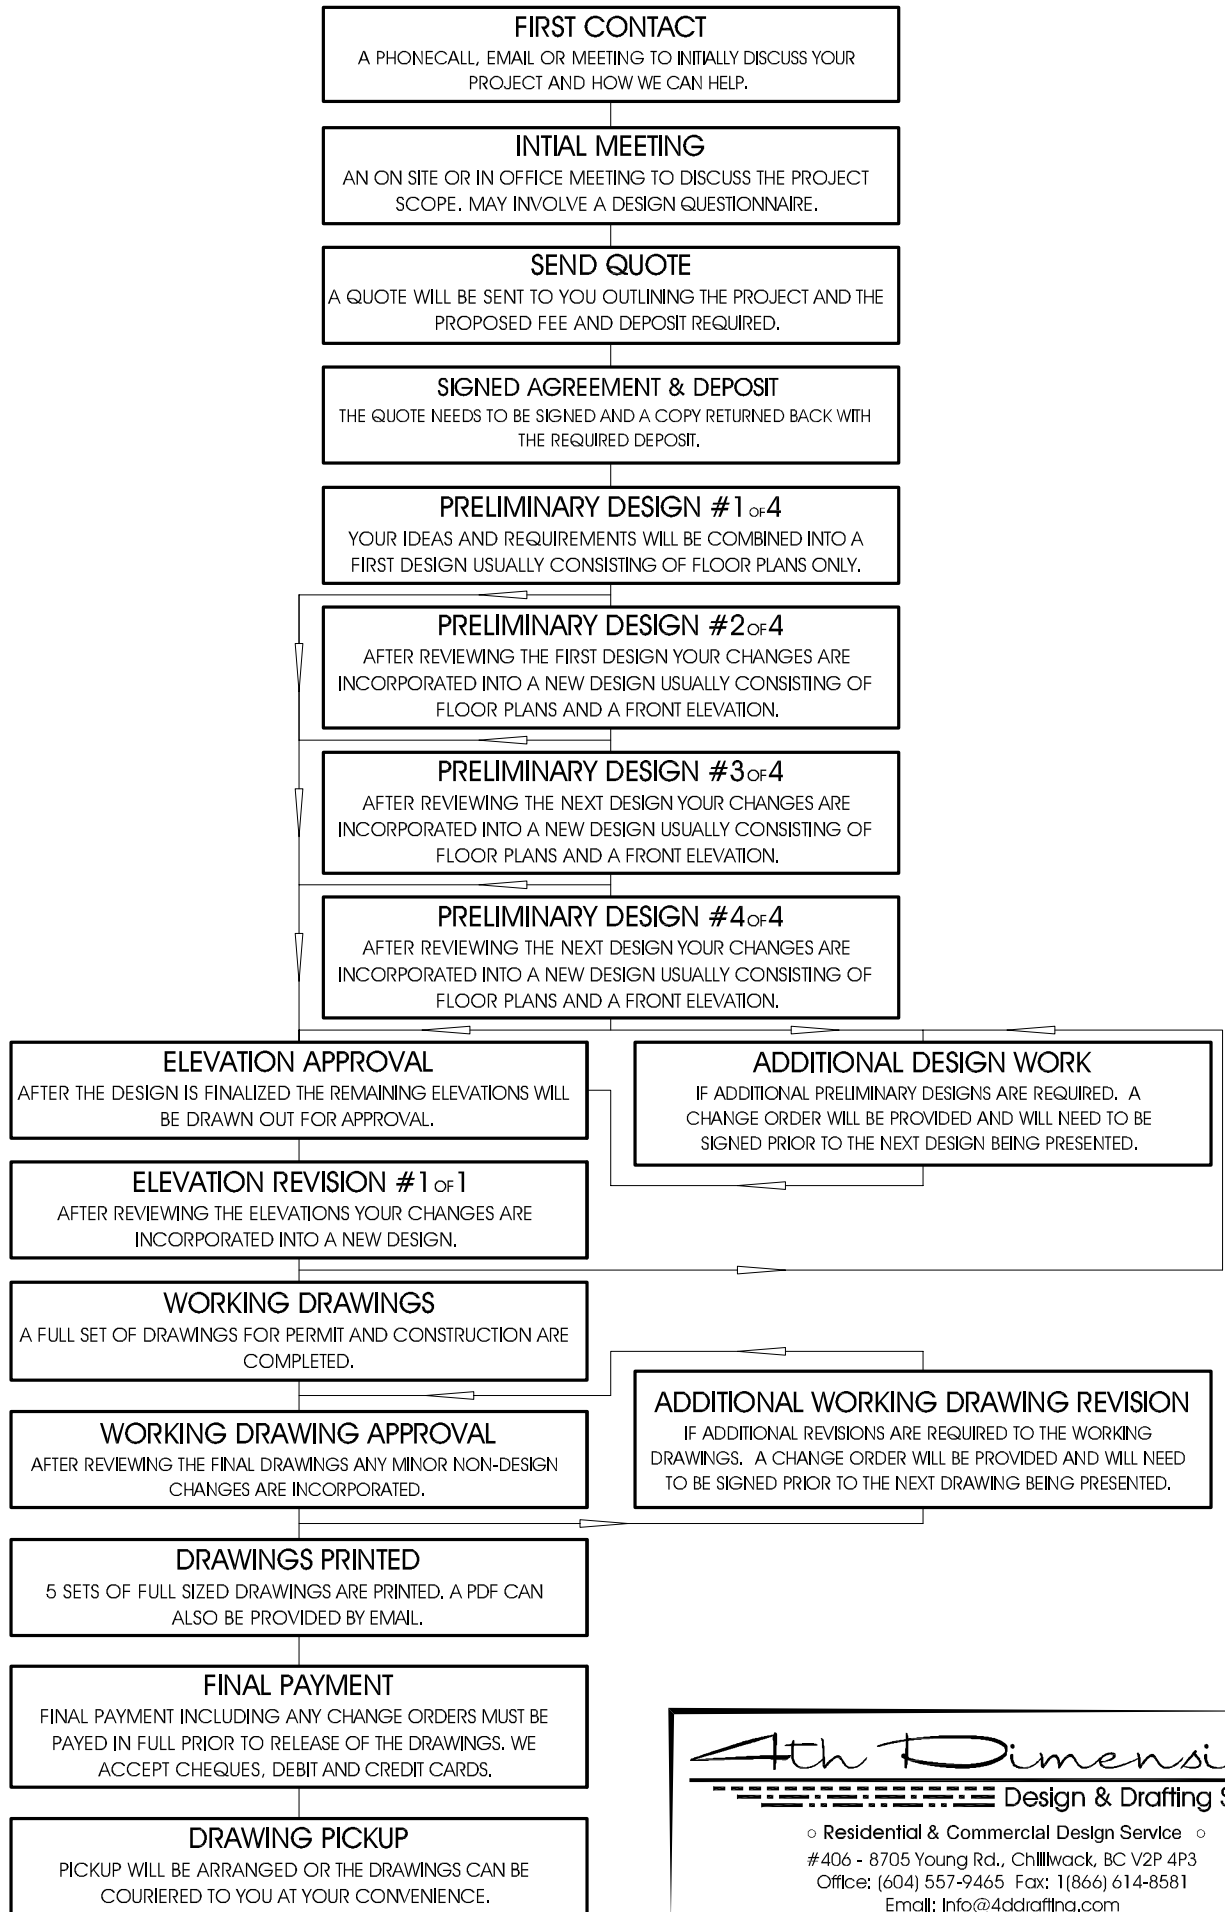 FIRST CONTACT
A PHONECALL, EMAIL OR MEETING TO INITIALLY DISCUSS YOUR
PROJECT AND HOW WE CAN HELP.
INTIAL MEETING
AN ON SITE OR IN OFFICE MEETING TO DISCUSS THE PROJECT
SCOPE. MAY INVOLVE A DESIGN QUESTIONNAIRE.
SEND QUOTE
A QUOTE WILL BE SENT TO YOU OUTLINING THE PROJECT AND THE
PROPOSED FEE AND DEPOSIT REQUIRED.
SIGNED AGREEMENT & DEPOSIT
THE QUOTE NEEDS TO BE SIGNED AND A COPY RETURNED BACK WITH
THE REQUIRED DEPOSIT.
PRELIMINARY DESIGN #1 OF 4
YOUR IDEAS AND REQUIREMENTS WILL BE COMBINED INTO A
FIRST DESIGN USUALLY CONSISTING OF FLOOR PLANS ONLY.
PRELIMINARY DESIGN #2 OF 4
AFTER REVIEWING THE FIRST DESIGN YOUR CHANGES ARE
INCORPORATED INTO A NEW DESIGN USUALLY CONSISTING OF
FLOOR PLANS AND A FRONT ELEVATION.
PRELIMINARY DESIGN #3 OF 4
AFTER REVIEWING THE NEXT DESIGN YOUR CHANGES ARE
INCORPORATED INTO A NEW DESIGN USUALLY CONSISTING OF
FLOOR PLANS AND A FRONT ELEVATION.
PRELIMINARY DESIGN #4 OF 4
AFTER REVIEWING THE NEXT DESIGN YOUR CHANGES ARE
INCORPORATED INTO A NEW DESIGN USUALLY CONSISTING OF
FLOOR PLANS AND A FRONT ELEVATION.
ELEVATION APPROVAL
AFTER THE DESIGN IS FINALIZED THE REMAINING ELEVATIONS WILL
BE DRAWN OUT FOR APPROVAL.
ADDITIONAL DESIGN WORK
IF ADDITIONAL PRELIMINARY DESIGNS ARE REQUIRED. A
CHANGE ORDER WILL BE PROVIDED AND WILL NEED TO BE
SIGNED PRIOR TO THE NEXT DESIGN BEING PRESENTED.
ELEVATION REVISION #1 OF 1
AFTER REVIEWING THE ELEVATIONS YOUR CHANGES ARE
INCORPORATED INTO A NEW DESIGN.
WORKING DRAWINGS
A FULL SET OF DRAWINGS FOR PERMIT AND CONSTRUCTION ARE
COMPLETED.
WORKING DRAWING APPROVAL
AFTER REVIEWING THE FINAL DRAWINGS ANY MINOR NON-DESIGN
CHANGES ARE INCORPORATED.
ADDITIONAL WORKING DRAWING REVISION
IF ADDITIONAL REVISIONS ARE REQUIRED TO THE WORKING
DRAWINGS. A CHANGE ORDER WILL BE PROVIDED AND WILL NEED
TO BE SIGNED PRIOR TO THE NEXT DRAWING BEING PRESENTED.
DRAWINGS PRINTED
5 SETS OF FULL SIZED DRAWINGS ARE PRINTED. A PDF CAN
ALSO BE PROVIDED BY EMAIL.
FINAL PAYMENT
FINAL PAYMENT INCLUDING ANY CHANGE ORDERS MUST BE
PAYED IN FULL PRIOR TO RELEASE OF THE DRAWINGS. WE
ACCEPT CHEQUES, DEBIT AND CREDIT CARDS.
DRAWING PICKUP
PICKUP WILL BE ARRANGED OR THE DRAWINGS CAN BE
COURIERED TO YOU AT YOUR CONVENIENCE.
4th Dimensi
Design & Drafting S
○ Residential & Commercial Design Service ○
#406 - 8705 Young Rd., Chilliwack, BC V2P 4P3
Office: (604) 557-9465 Fax: 1(866) 614-8581
Email: info@4ddrafting.com